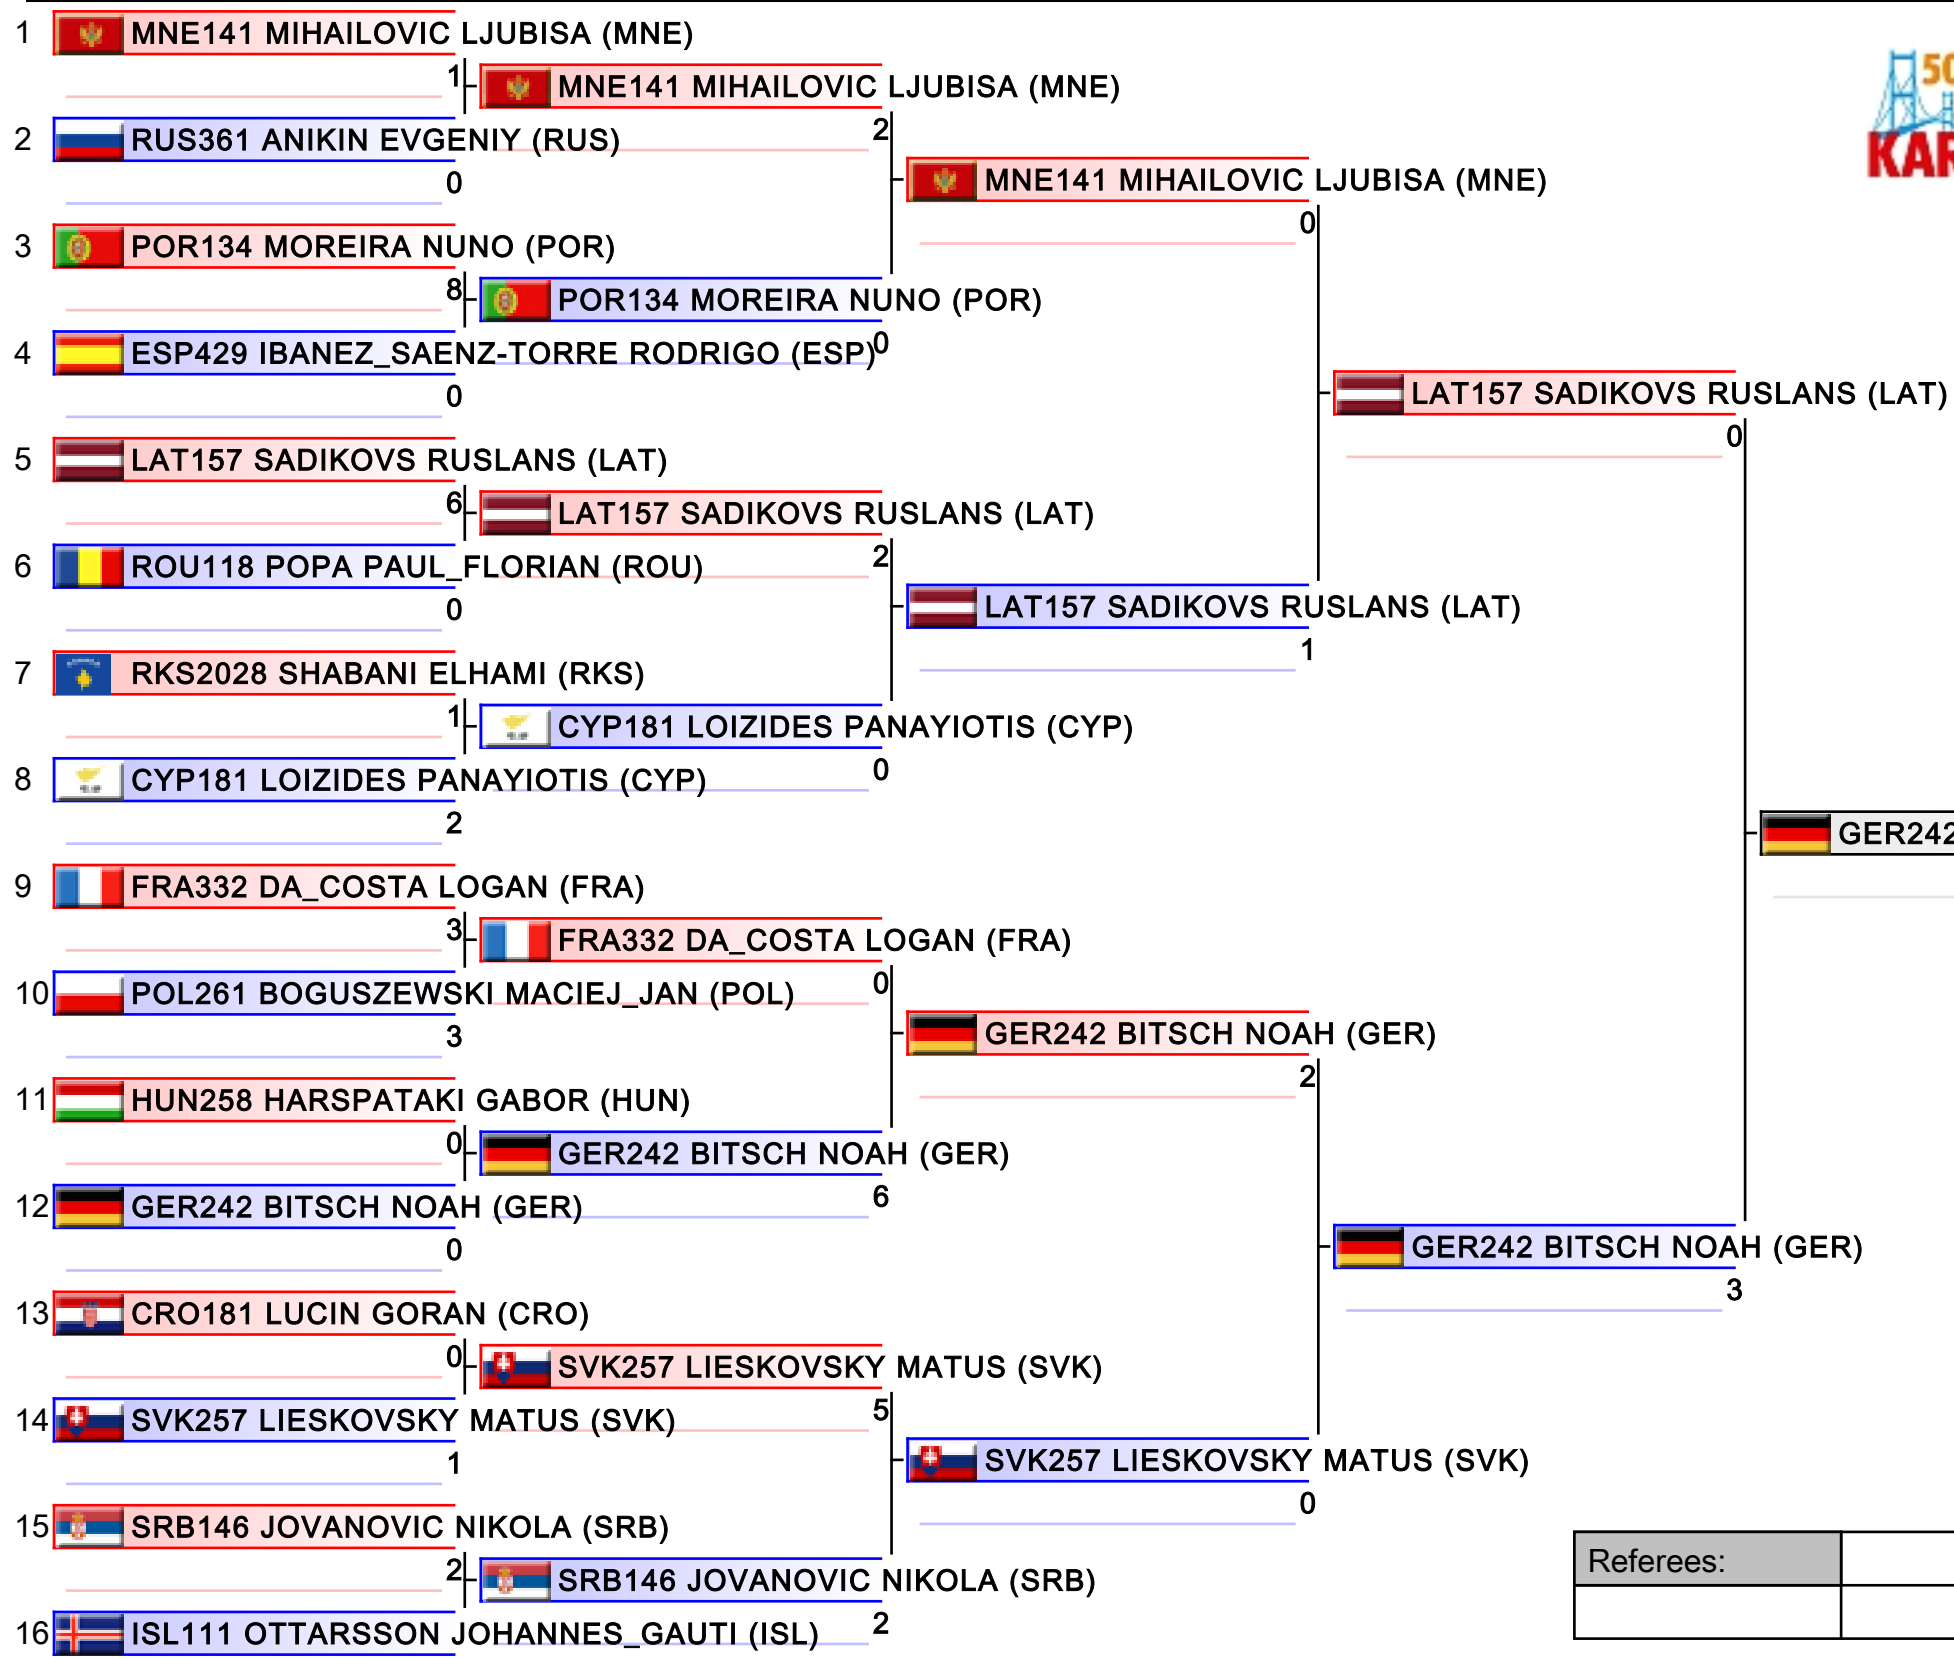 1 MNE141 MIHAILOVIC LJUBISA (MNE)
1
2 RUS361 ANIKIN EVGENIY (RUS)
0
3 POR134 MOREIRA NUNO (POR)
8
4 ESP429 IBANEZ_SAENZ-TORRE RODRIGO (ESP)
0
5 LAT157 SADIKOVS RUSLANS (LAT)
6
6 ROU118 POPA PAUL_FLORIAN (ROU)
0
7 RKS2028 SHABANI ELHAMI (RKS)
1
8 CYP181 LOIZIDES PANAYIOTIS (CYP)
2
9 FRA332 DA_COSTA LOGAN (FRA)
3
10 POL261 BOGUSZEWSKI MACIEJ_JAN (POL)
3
11 HUN258 HARSPATAKI GABOR (HUN)
0
12 GER242 BITSCH NOAH (GER)
0
13 CRO181 LUCIN GORAN (CRO)
0
14 SVK257 LIESKOVSKY MATUS (SVK)
1
15 SRB146 JOVANOVIC NIKOLA (SRB)
2
16 ISL111 OTTARSSON JOHANNES_GAUTI (ISL)
MNE141 MIHAILOVIC LJUBISA (MNE)
2
POR134 MOREIRA NUNO (POR)
0
LAT157 SADIKOVS RUSLANS (LAT)
2
CYP181 LOIZIDES PANAYIOTIS (CYP)
0
FRA332 DA_COSTA LOGAN (FRA)
0
GER242 BITSCH NOAH (GER)
6
SVK257 LIESKOVSKY MATUS (SVK)
5
SRB146 JOVANOVIC NIKOLA (SRB)
2
MNE141 MIHAILOVIC LJUBISA (MNE)
0
LAT157 SADIKOVS RUSLANS (LAT)
1
GER242 BITSCH NOAH (GER)
2
SVK257 LIESKOVSKY MATUS (SVK)
0
LAT157 SADIKOVS RUSLANS (LAT)
0
GER242 BITSCH NOAH (GER)
3
GER242
50
Referees: